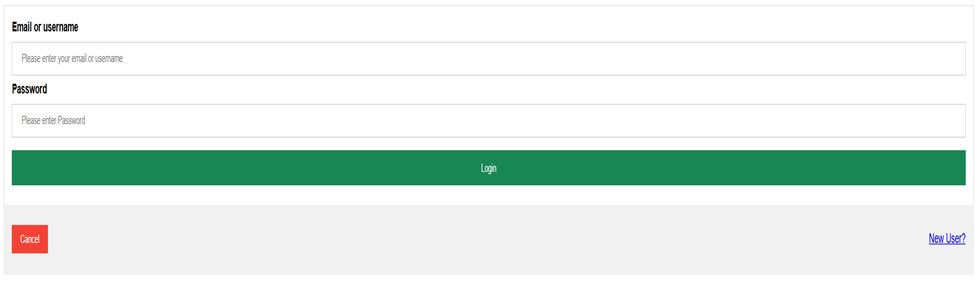 Email or username
Please enter your email or username
Password
Please enter Password
Login
Cancel
New User?